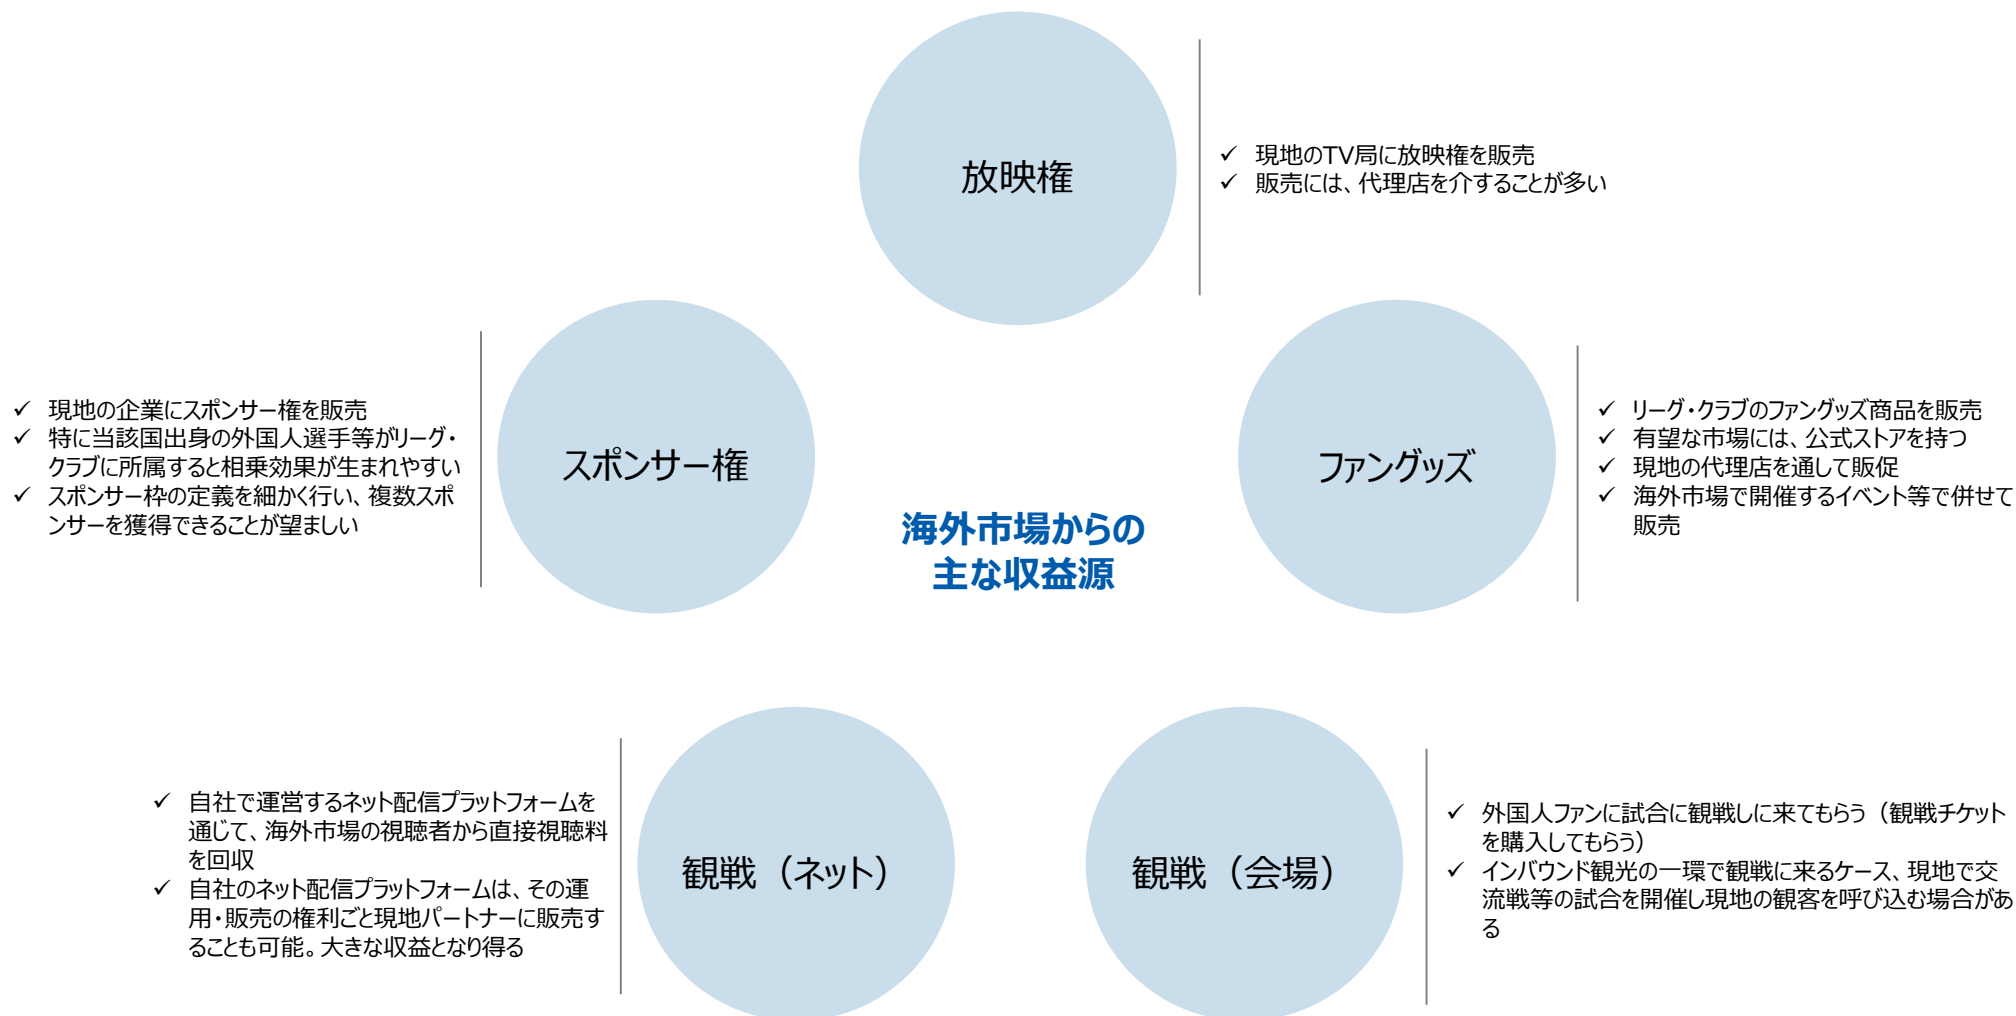 放映権
✓ 現地のTV局に放映権を販売
✓ 販売には、代理店を介することが多い
✓ 現地の企業にスポンサー権を販売
✓ 特に当該国出身の外国人選手等がリーグ・
クラブに所属すると相乗効果が生まれやすい
✓ スポンサー枠の定義を細かく行い、複数スポ
ンサーを獲得できることが望ましい
スポンサー権
ファングッズ
✓ リーグ・クラブのファングッズ商品を販売
✓ 有望な市場には、公式ストアを持つ
✓ 現地の代理店を通して販促
✓ 海外市場で開催するイベント等で併せて
販売
海外市場からの
主な収益源
✓ 自社で運営するネット配信プラットフォームを
通じて、海外市場の視聴者から直接視聴料
を回収
✓ 自社のネット配信プラットフォームは、その運
用・販売の権利ごと現地パートナーに販売す
ることも可能。大きな収益となり得る
観戦（ネット）
観戦（会場）
✓ 外国人ファンに試合に観戦しに来てもらう（観戦チケット
を購入してもらう）
✓ インバウンド観光の一環で観戦に来るケース、現地で交
流戦等の試合を開催し現地の観客を呼び込む場合があ
る